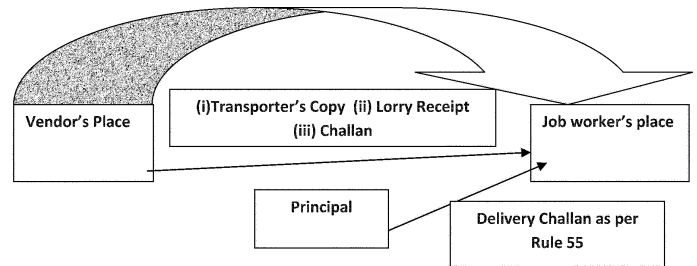 Vendor's Place
(i)Transporter's Copy (ii) Lorry Receipt
(iii) Challan
Job worker's place
Principal
Delivery Challan as per
Rule 55